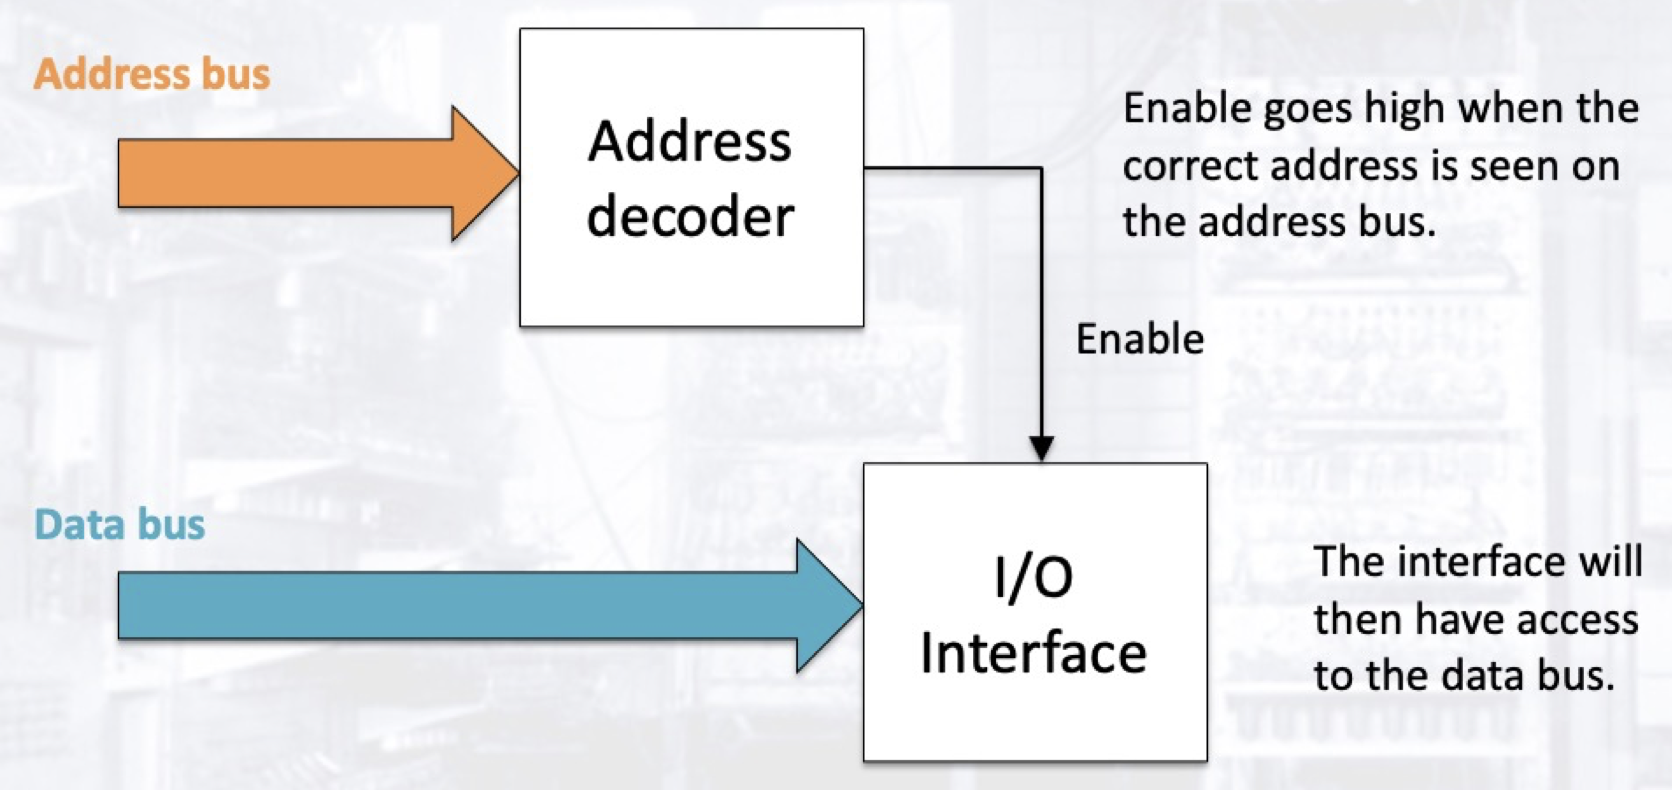 Address bus
Address
decoder
Enable goes high when the
correct address is seen on
the address bus.
Enable
Data bus
I/O
Interface
The interface will
then have access
to the data bus.